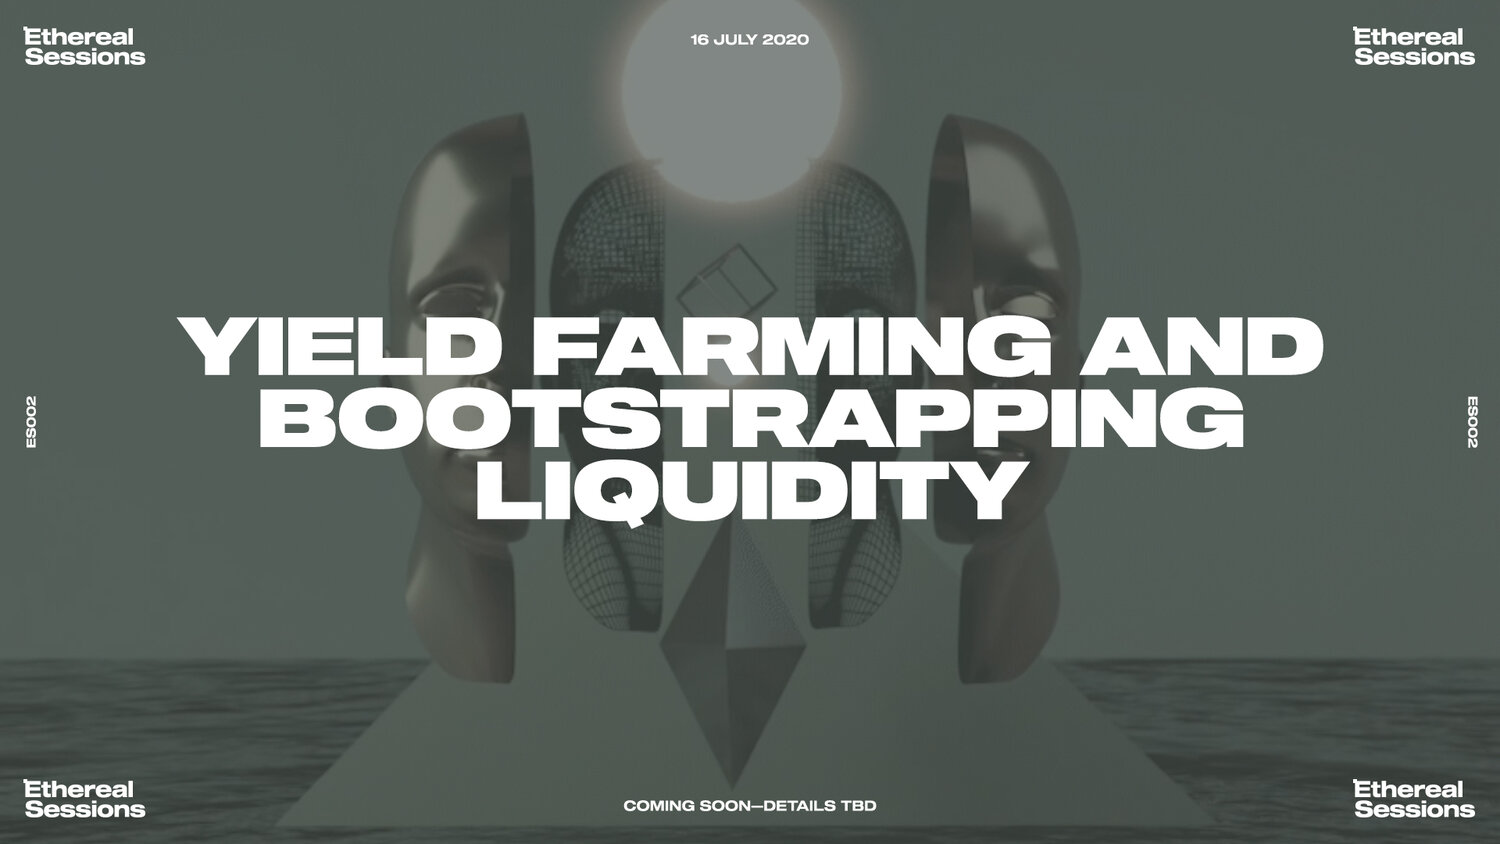 Ethereal
Sessions
16 JULY 2020
Ethereal
Sessions
YIELD FARMING AND
BOOTSTRAPPING
LIQUIDITY
ES002
ES002
Ethereal
Sessions
COMING SOON—DETAILS TBD
Ethereal
Sessions